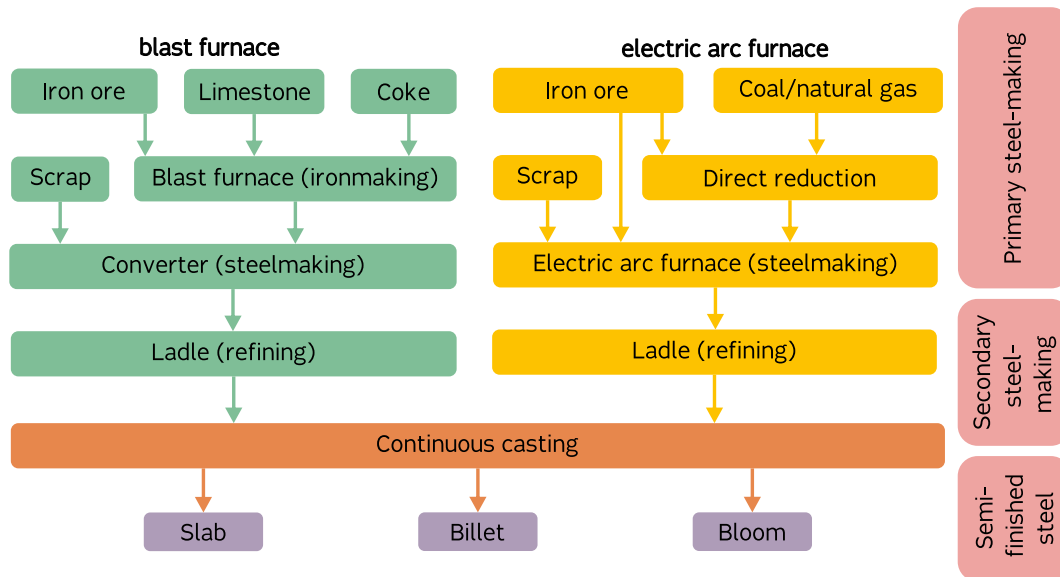 blast furnace
electric arc furnace
Iron ore
Limestone
Coke
Iron ore
Coal/natural gas
Scrap
Blast furnace (ironmaking)
Scrap
Direct reduction
Converter (steelmaking)
Electric arc furnace (steelmaking)
Ladle (refining)
Ladle (refining)
Continuous casting
Slab
Billet
Bloom
Primary steel-making
Secondary
steel-
making
Semi-
finished
steel